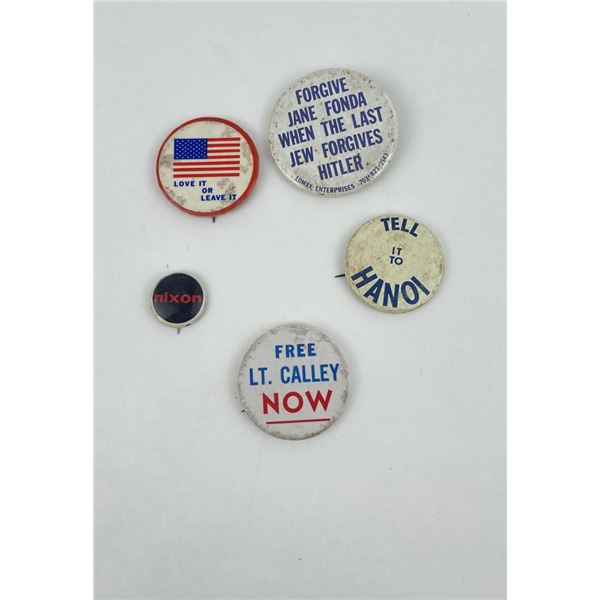 FORGIVE
JANE FONDA
WHEN THE LAST
JEW FORGIVES
HITLER
LOMAX ENTERPRISES
LOVE IT
OR
LEAVE IT
TELL
IT
TO
HANOI
nixon
FREE
LT. CALLEY
NOW